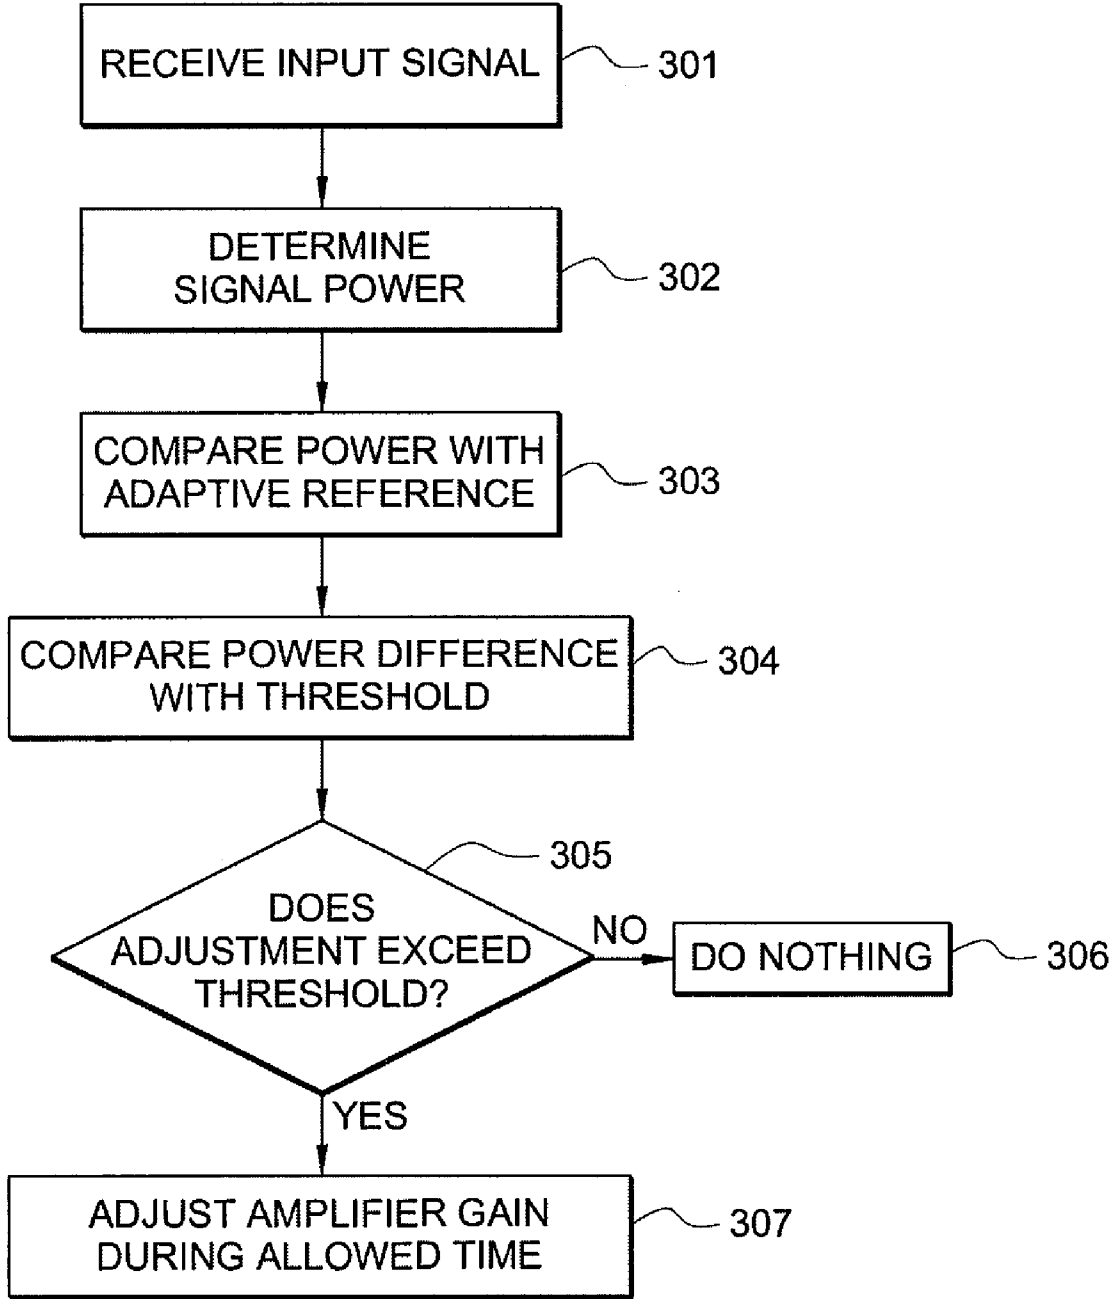 RECEIVE INPUT SIGNAL
301
DETERMINE
SIGNAL POWER
302
COMPARE POWER WITH
ADAPTIVE REFERENCE
303
COMPARE POWER DIFFERENCE
WITH THRESHOLD
304
305
DOES
ADJUSTMENT EXCEED
THRESHOLD?
NO
DO NOTHING
306
YES
ADJUST AMPLIFIER GAIN
DURING ALLOWED TIME
307